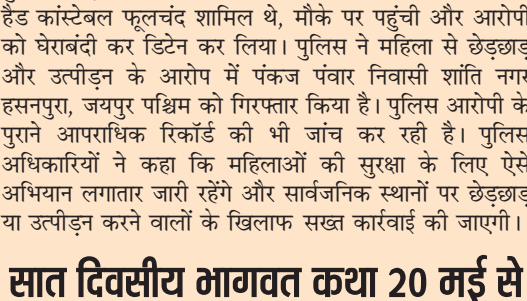 हैड कांस्टेबल फूलचंद शामिल थे, मौके पर पहुंची और आरोपी
को घेराबंदी कर डिटेन कर लिया। पुलिस ने महिला से छेड़छाड़
और उत्पीड़न के आरोप में पंकज पंवार निवासी शांति नगर
हसनपुरा, जयपुर पश्चिम को गिरफ्तार किया है। पुलिस आरोपी के
पुराने आपराधिक रिकॉर्ड की भी जांच कर रही है। पुलिस
अधिकारियों ने कहा कि महिलाओं की सुरक्षा के लिए ऐसे
अभियान लगातार जारी रहेंगे और सार्वजनिक स्थानों पर छेड़छाड़
या उत्पीड़न करने वालों के खिलाफ सख्त कार्रवाई की जाएगी।
सात दिवसीय भागवत कथा 20 मई से